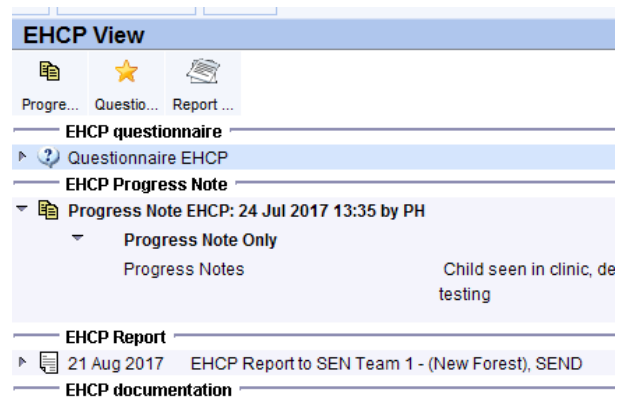 EHCP View
Progre... Questio... Report ...
EHCP questionnaire
Questionnaire EHCP
EHCP Progress Note
Progress Note EHCP: 24 Jul 2017 13:35 by PH
Progress Note Only
Progress Notes Child seen in clinic, de
testing
EHCP Report
21 Aug 2017 EHCP Report to SEN Team 1 - (New Forest), SEND
EHCP documentation